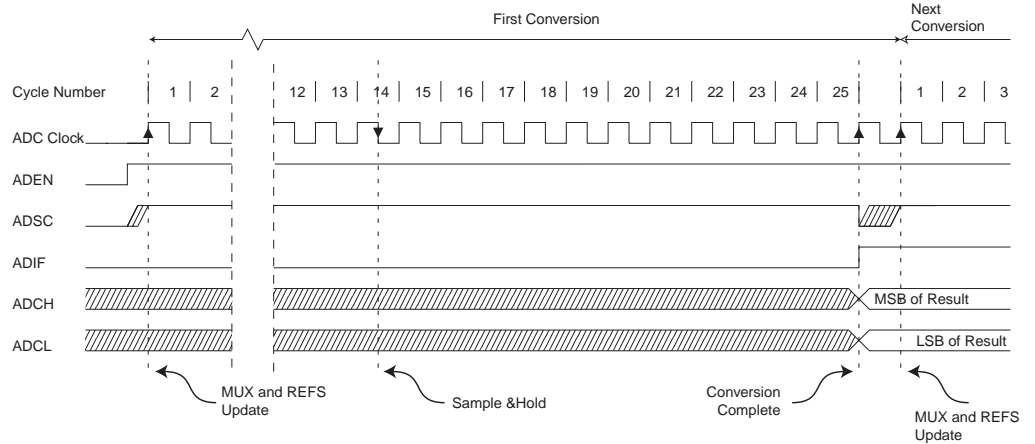 First Conversion
Next
Conversion
Cycle Number 1 2 12 13 14 15 16 17 18 19 20 21 22 23 24 25 1 2 3
ADC Clock
ADEN
ADSC
ADIF
ADCH MSB of Result
ADCL LSB of Result
MUX and REFS
Update
Sample &Hold
Conversion
Complete
MUX and REFS
Update